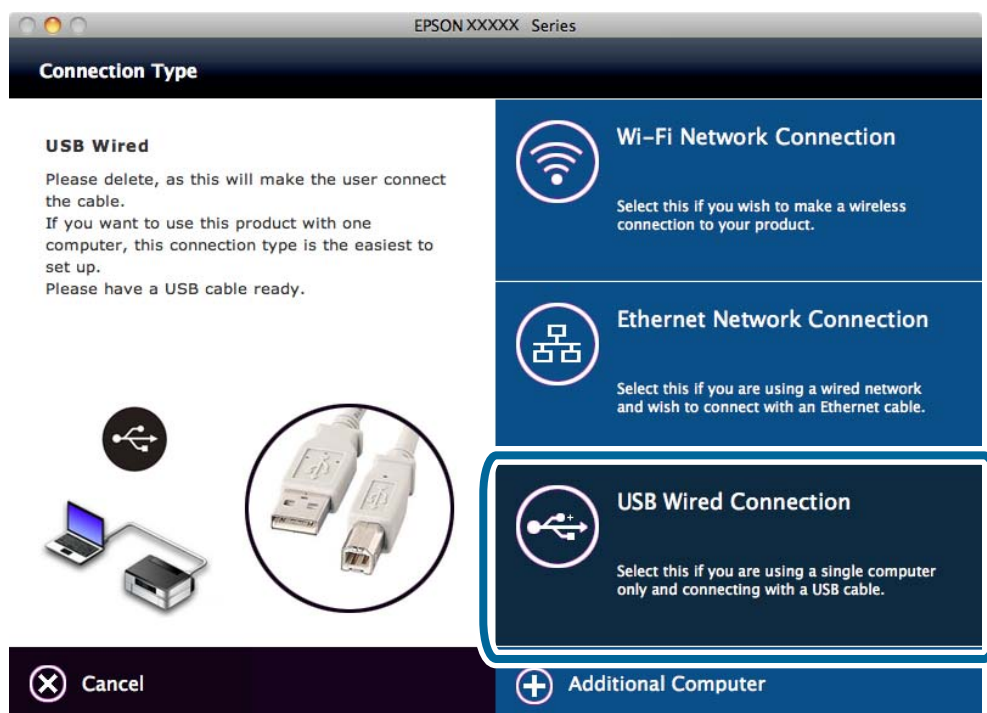 EPSON XXXXX Series
Connection Type
USB Wired
Please delete, as this will make the user connect
the cable.
If you want to use this product with one
computer, this connection type is the easiest to
set up.
Please have a USB cable ready.
Wi-Fi Network Connection
Select this if you wish to make a wireless
connection to your product.
Ethernet Network Connection
Select this if you are using a wired network
and wish to connect with an Ethernet cable.
USB Wired Connection
Select this if you are using a single computer
only and connecting with a USB cable.
Cancel
Additional Computer